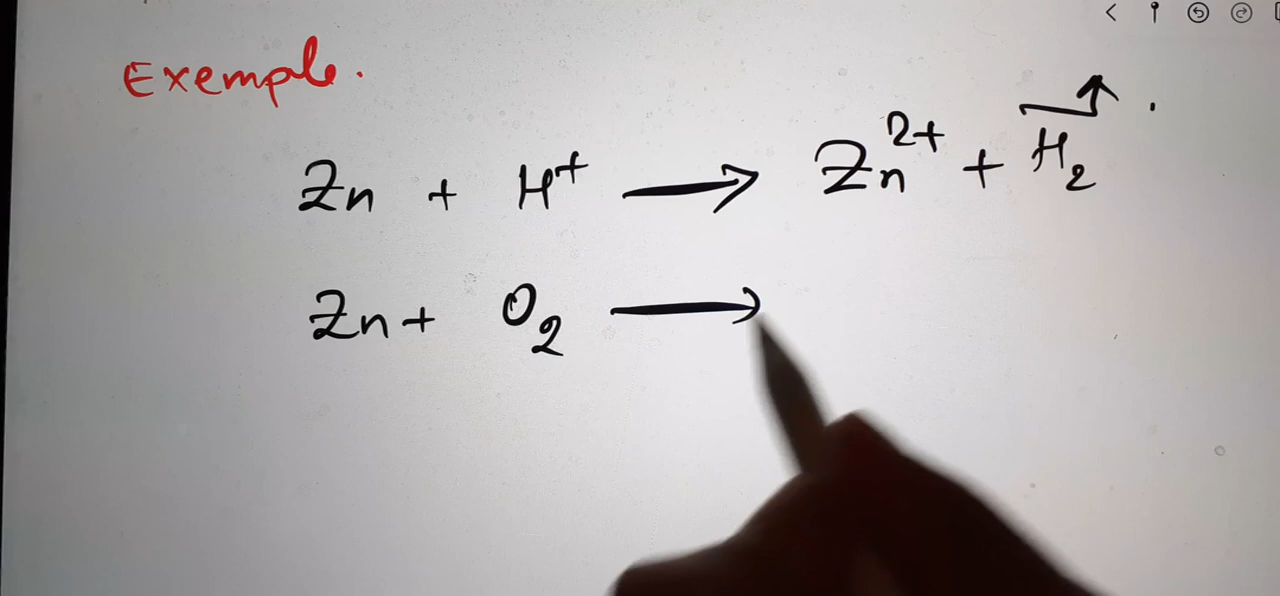 Exemple.
Zn + H⁺ ⟶ Zn²⁺ + H₂ ↗ .
Zn + O₂ ⟶